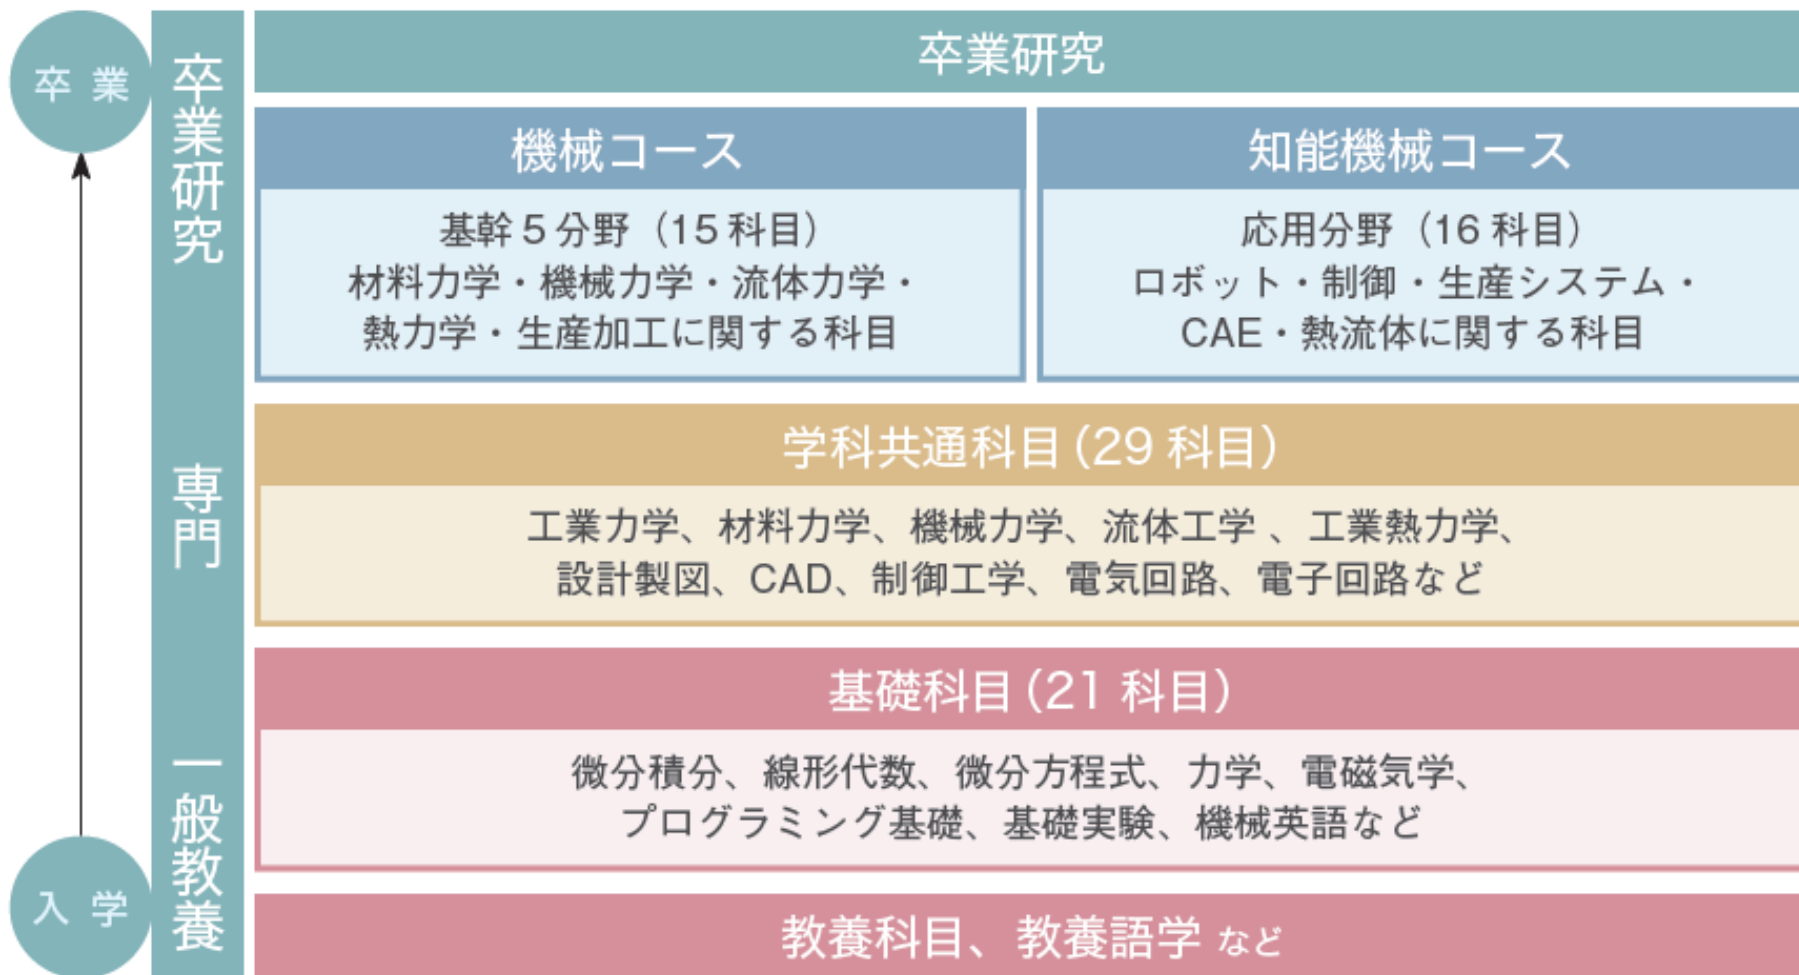 卒業
卒業研究
専門
一般教養
入学
卒業研究
機械コース
基幹5分野（15科目）
材料力学・機械力学・流体力学・
熱力学・生産加工に関する科目
知能機械コース
応用分野（16科目）
ロボット・制御・生産システム・
CAE・熱流体に関する科目
学科共通科目（29科目）
工業力学、材料力学、機械力学、流体工学、工業熱力学、
設計製図、CAD、制御工学、電気回路、電子回路など
基礎科目（21科目）
微分積分、線形代数、微分方程式、力学、電磁気学、
プログラミング基礎、基礎実験、機械英語など
教養科目、教養語学 など